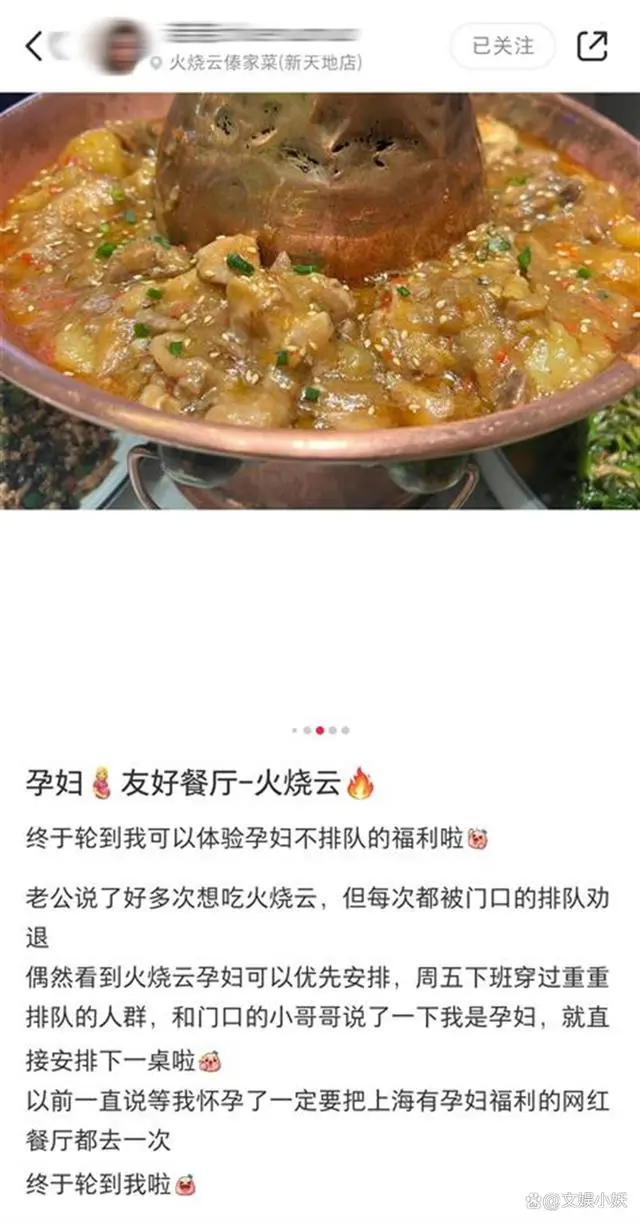 火烧云傣家菜(新天地店)
已关注
孕妇🤰友好餐厅-火烧云🔥
终于轮到我可以体验孕妇不排队的福利啦🐷
老公说了好多次想吃火烧云，但每次都被门口的排队劝
退
偶然看到火烧云孕妇可以优先安排，周五下班穿过重重
排队的人群，和门口的小哥哥说了一下我是孕妇，就直
接安排下一桌啦🐷
以前一直说等我怀孕了一定要把上海有孕妇福利的网红
餐厅都去一次
终于轮到我啦🐷
@文娱小妖